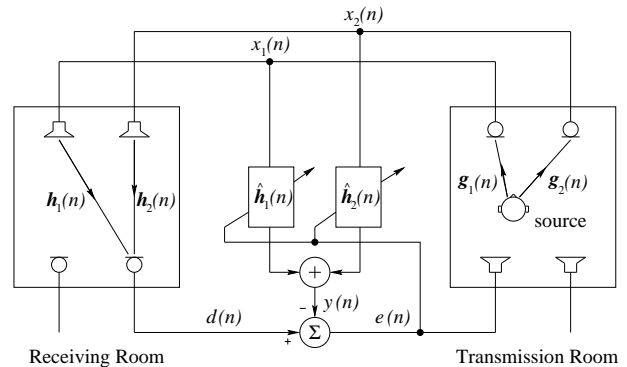 x₂(n)
x₁(n)
h₁(n)
h₂(n)
ĥ₁(n)
ĥ₂(n)
g₁(n)
g₂(n)
source
+
− y(n)
d(n)
+
Σ
e(n)
Receiving Room
Transmission Room